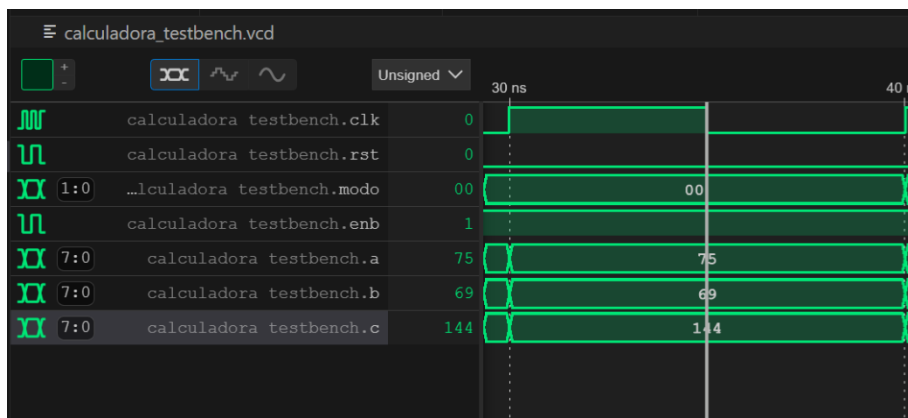 calculadora_testbench.vcd
+
-
Unsigned
30 ns
40
calculadora testbench.clk 0
calculadora testbench.rst 0
1:0 …lculadora testbench.modo 00 00
calculadora testbench.enb 1
7:0 calculadora testbench.a 75 75
7:0 calculadora testbench.b 69 69
7:0 calculadora testbench.c 144 144